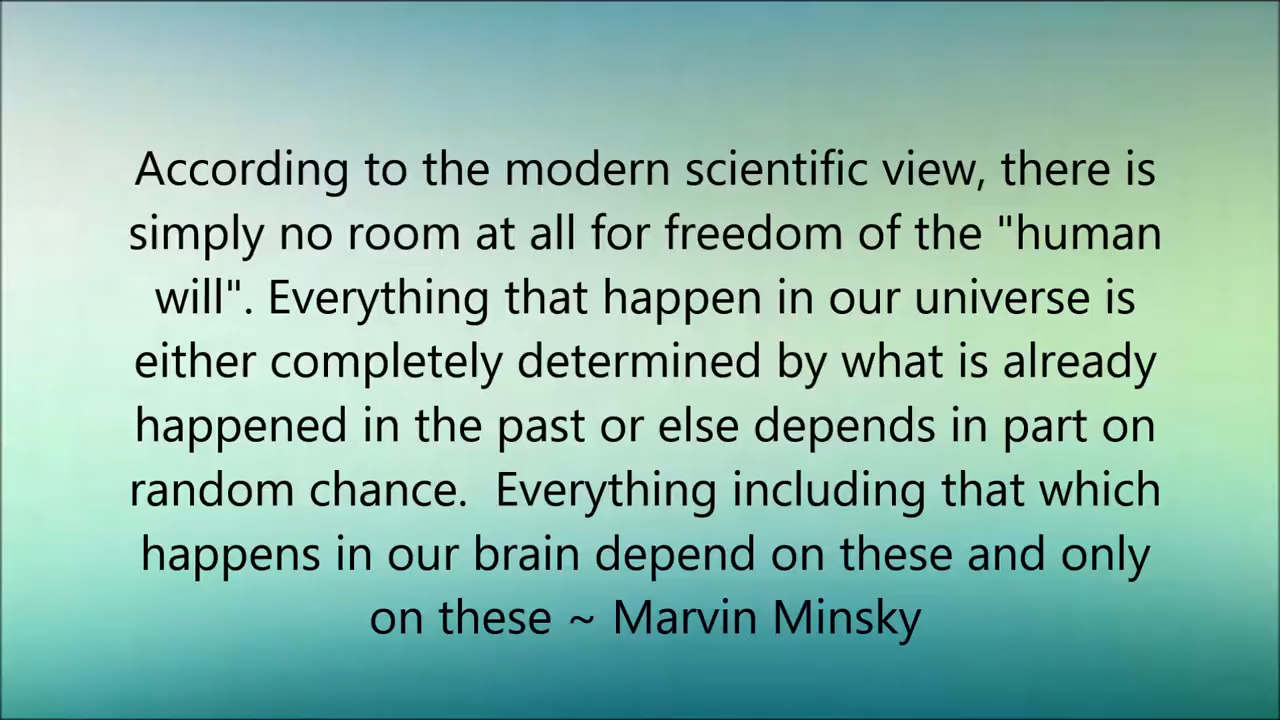 According to the modern scientific view, there is
simply no room at all for freedom of the "human
will". Everything that happen in our universe is
either completely determined by what is already
happened in the past or else depends in part on
random chance.  Everything including that which
happens in our brain depend on these and only
on these ~ Marvin Minsky